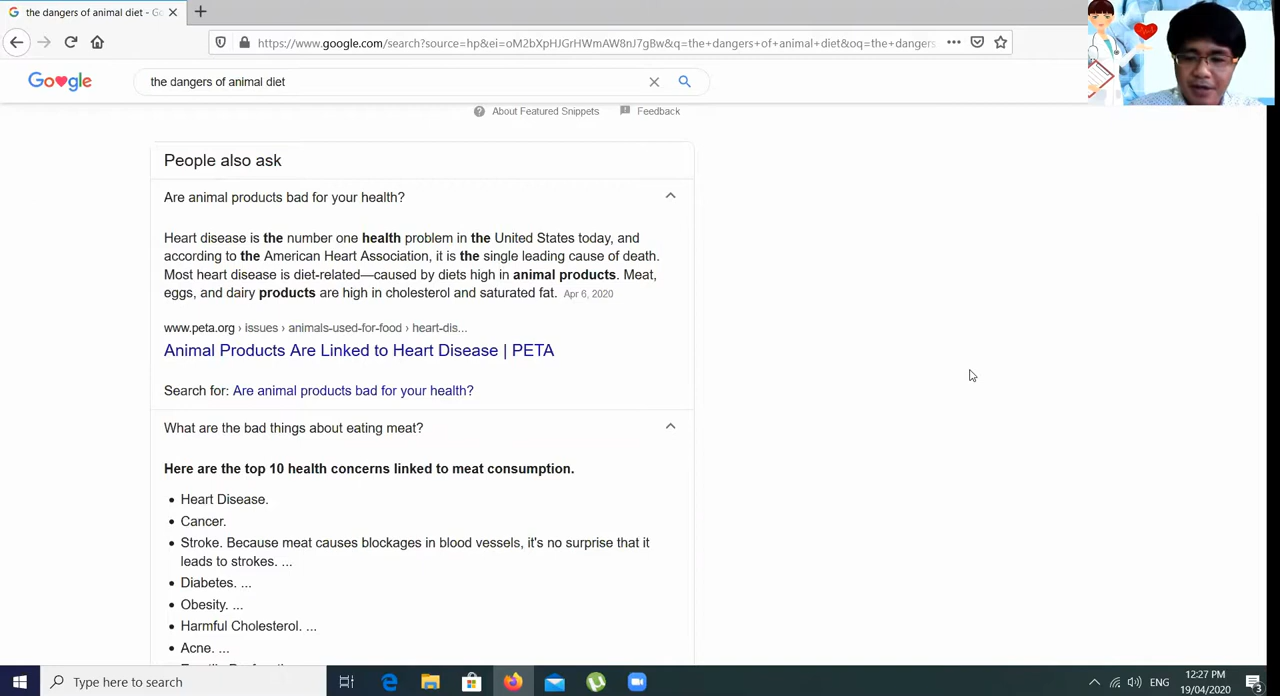 the dangers of animal diet - Go
https://www.google.com/search?source=hp&ei=oM2bXpHJGrHWmAW8nJ7gBw&q=the+dangers+of+animal+diet&oq=the+dangers
Google
the dangers of animal diet
About Featured Snippets Feedback
People also ask
Are animal products bad for your health?
Heart disease is the number one health problem in the United States today, and
according to the American Heart Association, it is the single leading cause of death.
Most heart disease is diet-related—caused by diets high in animal products. Meat,
eggs, and dairy products are high in cholesterol and saturated fat. Apr 6, 2020
www.peta.org › issues › animals-used-for-food › heart-dis...
Animal Products Are Linked to Heart Disease | PETA
Search for: Are animal products bad for your health?
What are the bad things about eating meat?
Here are the top 10 health concerns linked to meat consumption.
• Heart Disease.
• Cancer.
• Stroke. Because meat causes blockages in blood vessels, it's no surprise that it
leads to strokes. ...
• Diabetes. ...
• Obesity. ...
• Harmful Cholesterol. ...
• Acne. ...
Type here to search
ENG
12:27 PM
19/04/2020
3